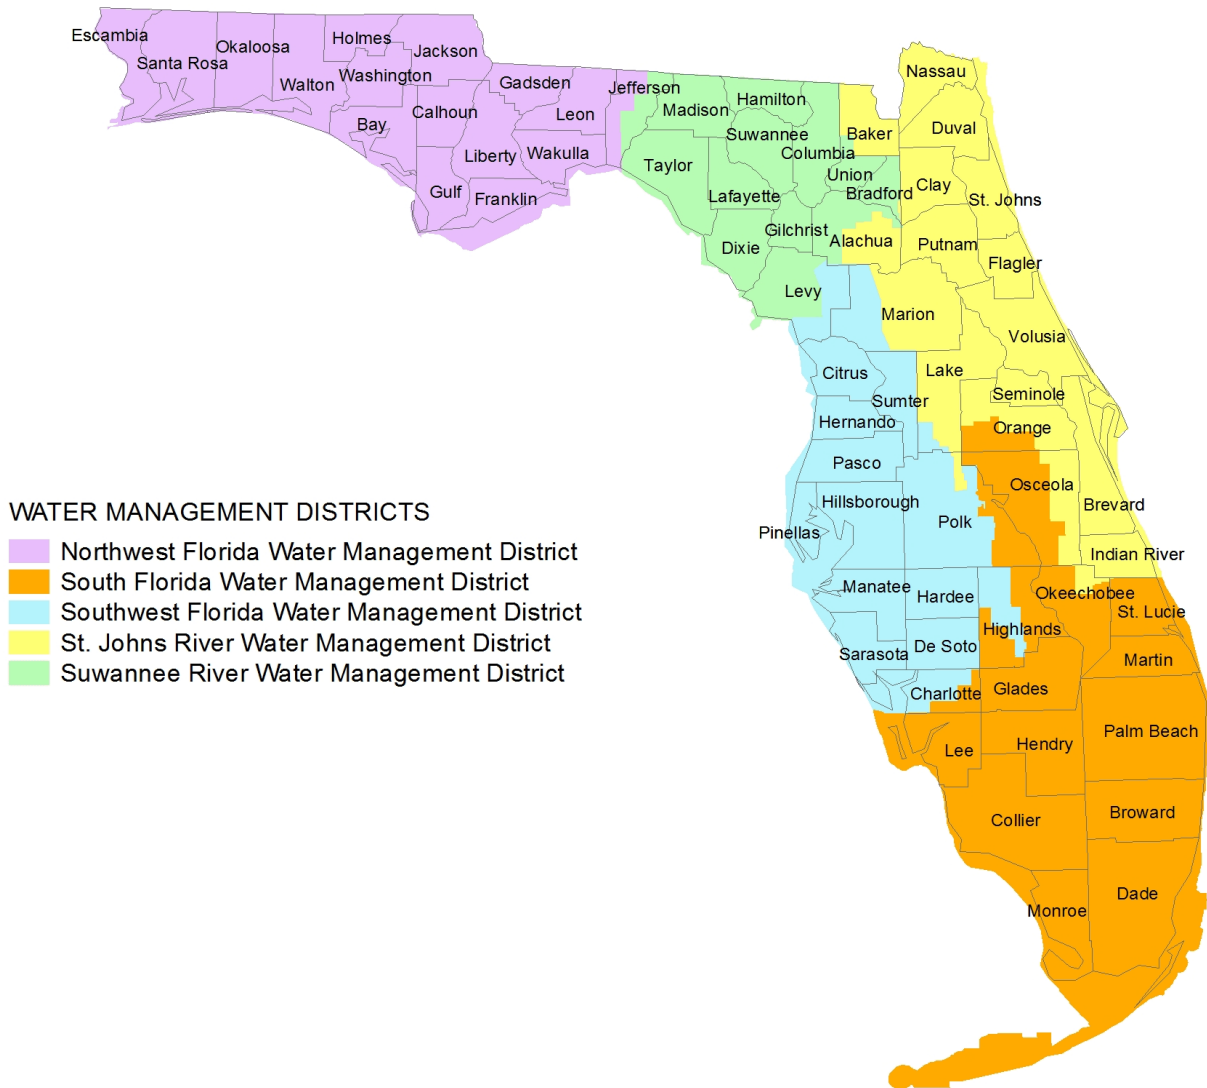 Escambia
Santa Rosa
Okaloosa
Holmes
Jackson
Walton
Washington
Bay
Calhoun
Gadsden
Leon
Jefferson
Liberty
Wakulla
Gulf
Franklin
Madison
Hamilton
Suwannee
Columbia
Taylor
Lafayette
Union
Bradford
Baker
Nassau
Duval
Clay
St. Johns
Gilchrist
Alachua
Dixie
Putnam
Flagler
Levy
Marion
Volusia
Citrus
Lake
Sumter
Seminole
Hernando
Orange
Pasco
Osceola
Hillsborough
Polk
Brevard
Pinellas
Indian River
Manatee
Hardee
Okeechobee
St. Lucie
Highlands
Sarasota
De Soto
Martin
Charlotte
Glades
Palm Beach
Lee
Hendry
Collier
Broward
Dade
Monroe
WATER MANAGEMENT DISTRICTS
Northwest Florida Water Management District
South Florida Water Management District
Southwest Florida Water Management District
St. Johns River Water Management District
Suwannee River Water Management District